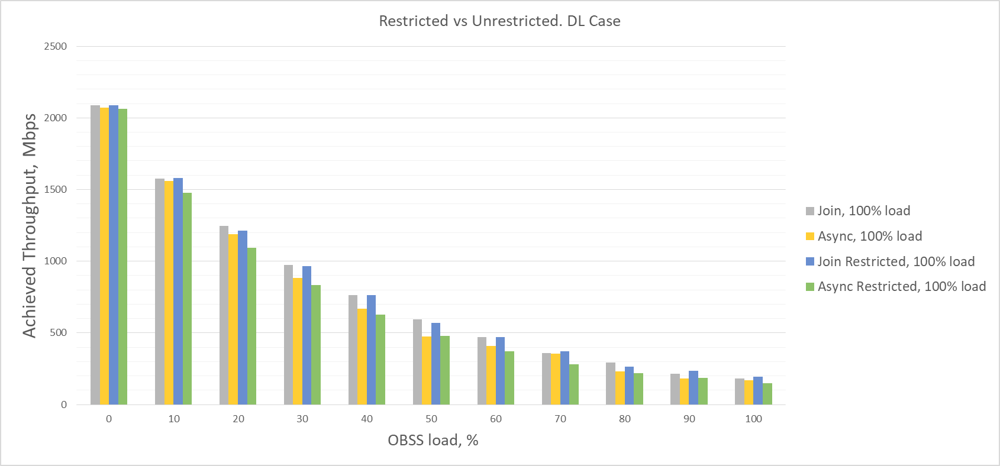 Restricted vs Unrestricted. DL Case
Achieved Throughput, Mbps
2500
2000
1500
1000
500
0
0 10 20 30 40 50 60 70 80 90 100
OBSS load, %
Join, 100% load
Async, 100% load
Join Restricted, 100% load
Async Restricted, 100% load